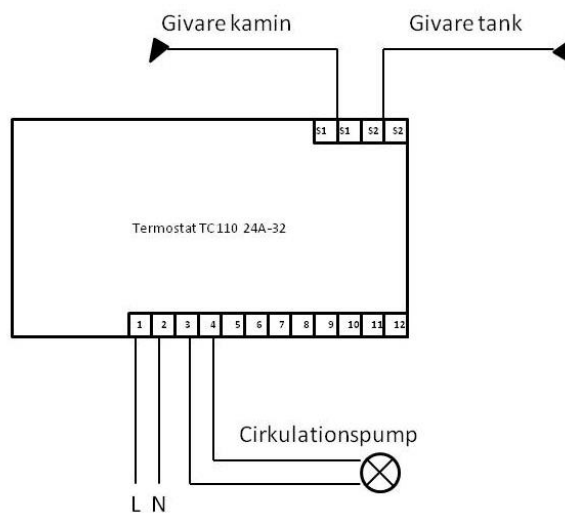 Givare kamin Givare tank
S1 S1 S2 S2
Termostat TC 110 24A-32
1 2 3 4 5 6 7 8 9 10 11 12
Cirkulationspump
L N